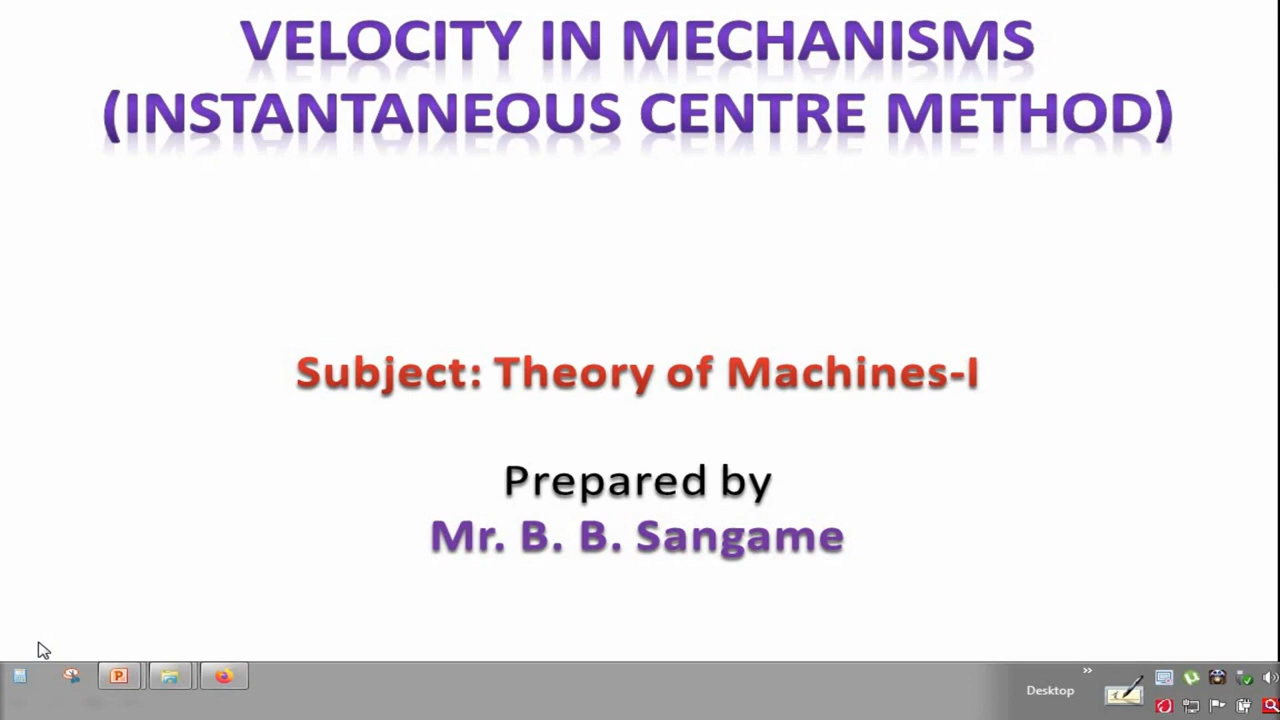 VELOCITY IN MECHANISMS
(INSTANTANEOUS CENTRE METHOD)
Subject: Theory of Machines-I
Prepared by
Mr. B. B. Sangame
Desktop